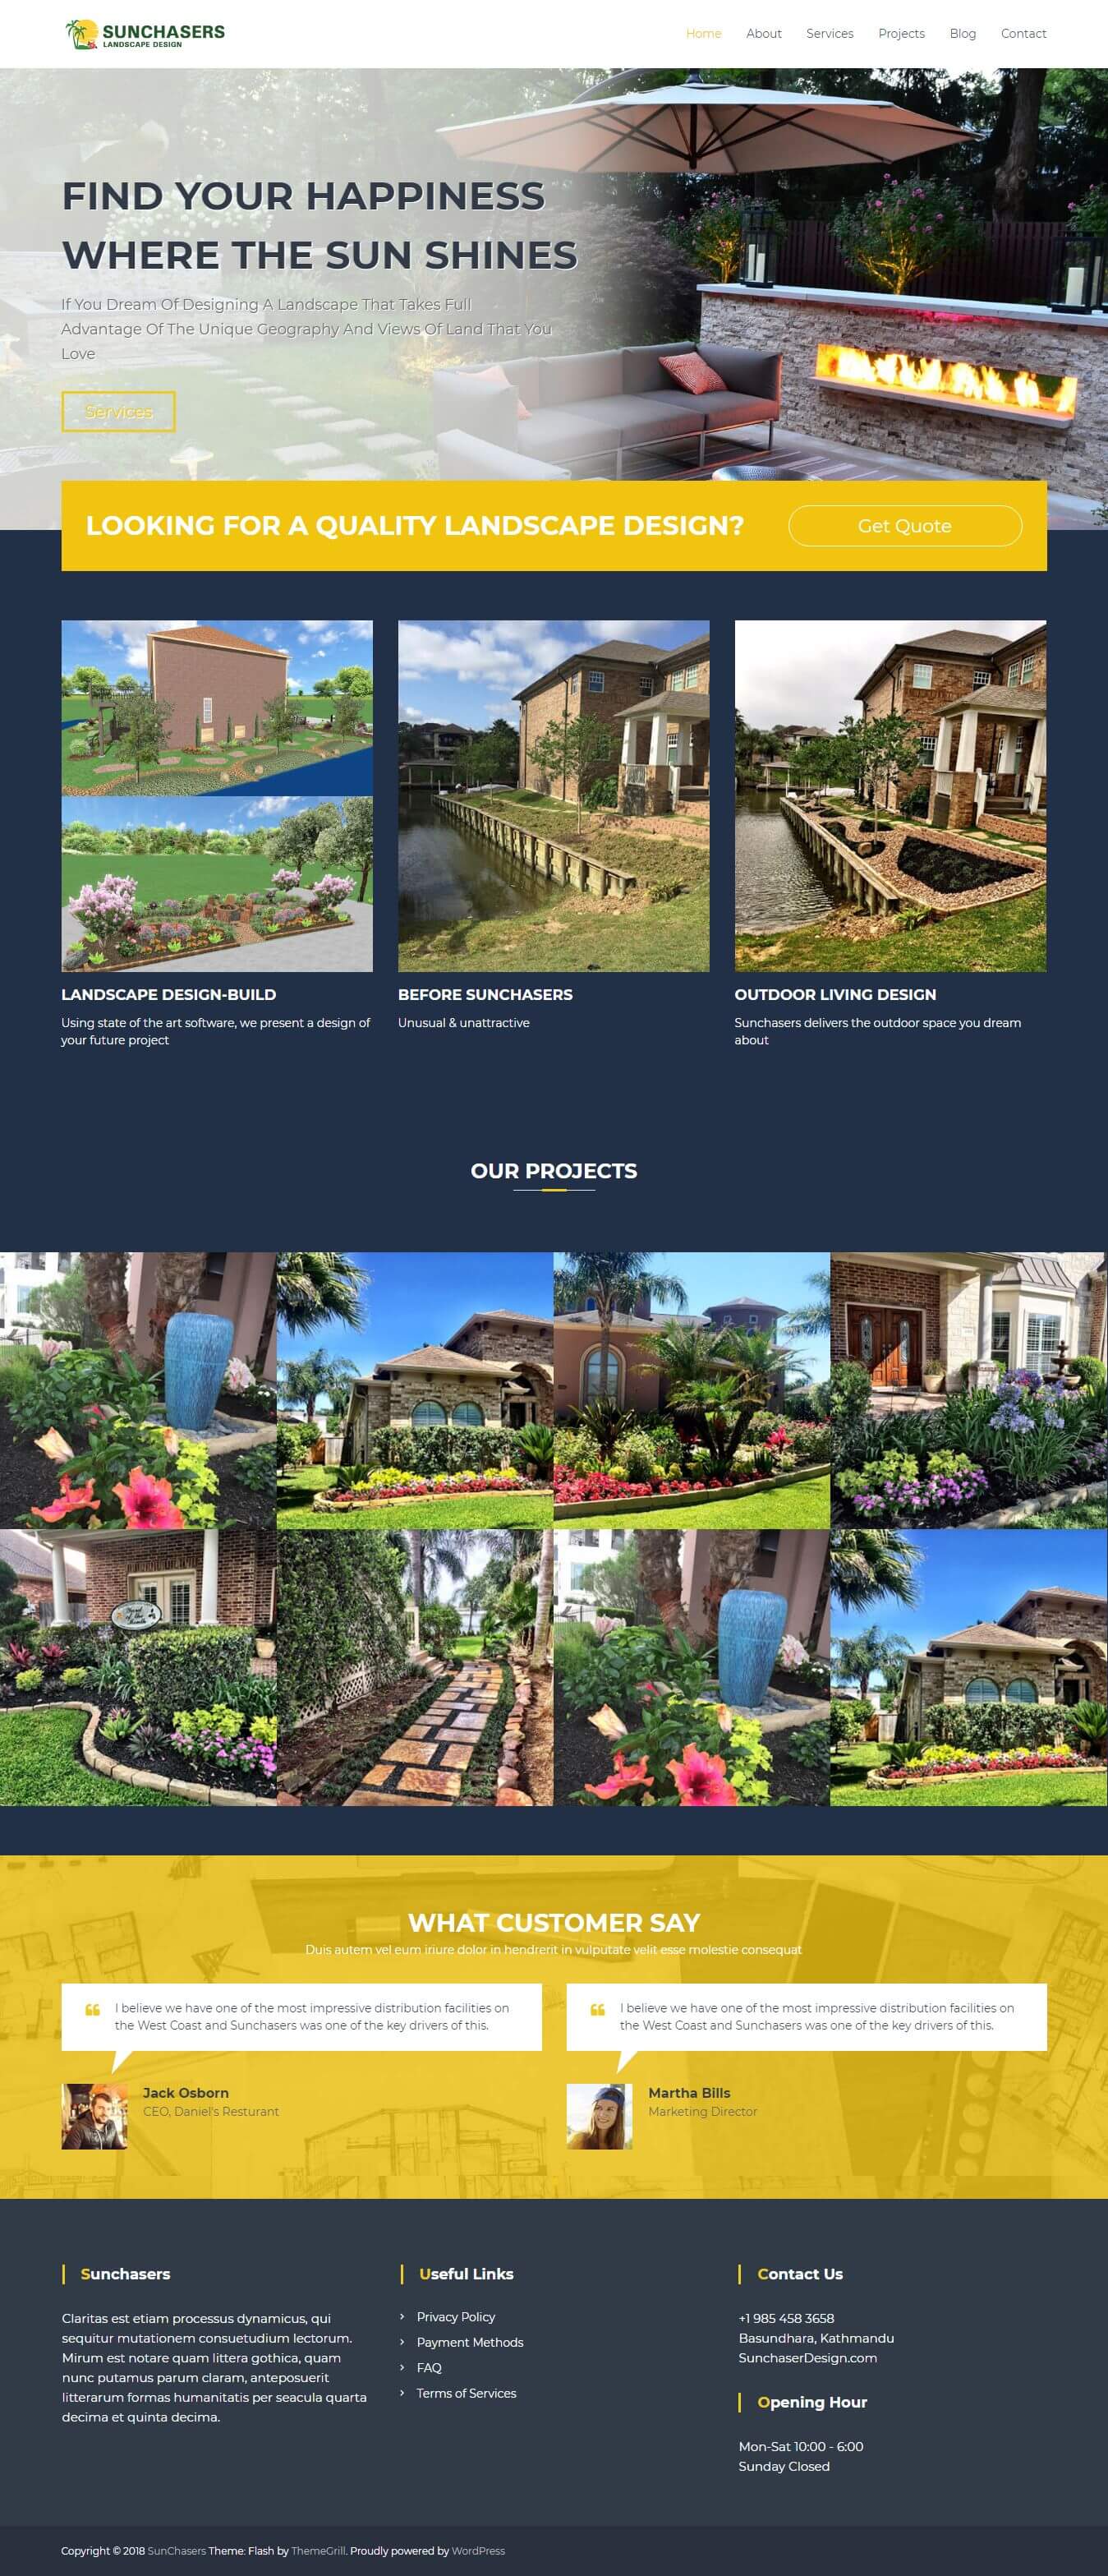 SUNCHASERS
LANDSCAPE DESIGN
Home About Services Projects Blog Contact
FIND YOUR HAPPINESS
WHERE THE SUN SHINES
If You Dream Of Designing A Landscape That Takes Full
Advantage Of The Unique Geography And Views Of Land That You
Love
Services
LOOKING FOR A QUALITY LANDSCAPE DESIGN?
Get Quote
LANDSCAPE DESIGN-BUILD
Using state of the art software, we present a design of
your future project
BEFORE SUNCHASERS
Unusual & unattractive
OUTDOOR LIVING DESIGN
Sunchasers delivers the outdoor space you dream
about
OUR PROJECTS
WHAT CUSTOMER SAY
Duis autem vel eum iriure dolor in hendrerit in vulputate velit esse molestie consequat
I believe we have one of the most impressive distribution facilities on
the West Coast and Sunchasers was one of the key drivers of this.
Jack Osborn
CEO, Daniel's Resturant
I believe we have one of the most impressive distribution facilities on
the West Coast and Sunchasers was one of the key drivers of this.
Martha Bills
Marketing Director
Sunchasers
Claritas est etiam processus dynamicus, qui
sequitur mutationem consuetudium lectorum.
Mirum est notare quam littera gothica, quam
nunc putamus parum claram, anteposuerit
litterarum formas humanitatis per seacula quarta
decima et quinta decima.
Useful Links
Privacy Policy
Payment Methods
FAQ
Terms of Services
Contact Us
+1 985 458 3658
Basundhara, Kathmandu
SunchaserDesign.com
Opening Hour
Mon-Sat 10:00 - 6:00
Sunday Closed
Copyright © 2018 SunChasers Theme: Flash by ThemeGrill. Proudly powered by WordPress